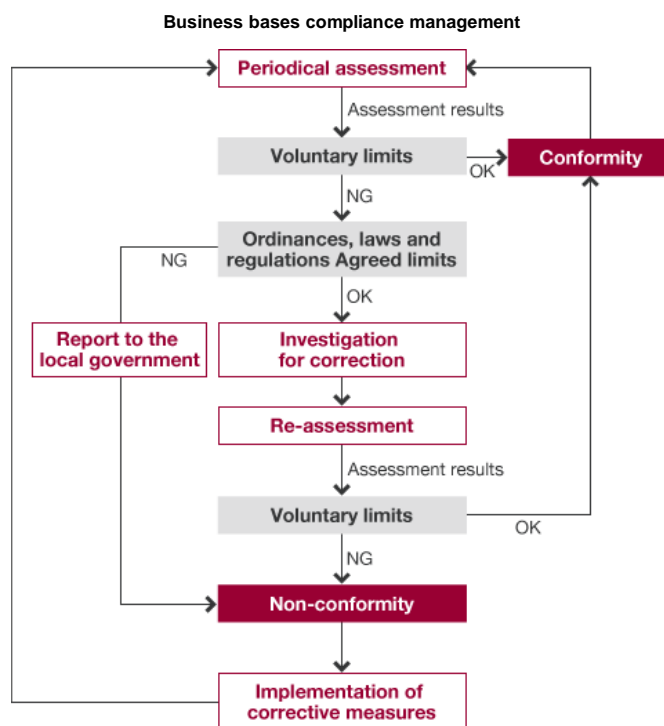 Business bases compliance management
Periodical assessment
Assessment results
Voluntary limits
OK
Conformity
NG
Ordinances, laws and
regulations Agreed limits
NG
OK
Report to the
local government
Investigation
for correction
Re-assessment
Assessment results
Voluntary limits
OK
NG
Non-conformity
Implementation of
corrective measures